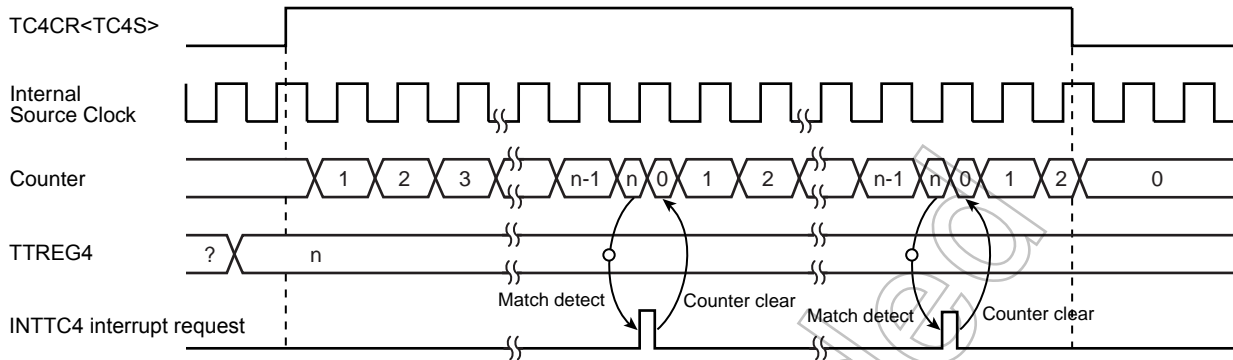 TC4CR<TC4S>
Internal
Source Clock
Counter 1 2 3 n-1 n 0 1 2 n-1 n 0 1 2 0
TTREG4 ? n
Match detect Counter clear Match detect Counter clear
INTTC4 interrupt request